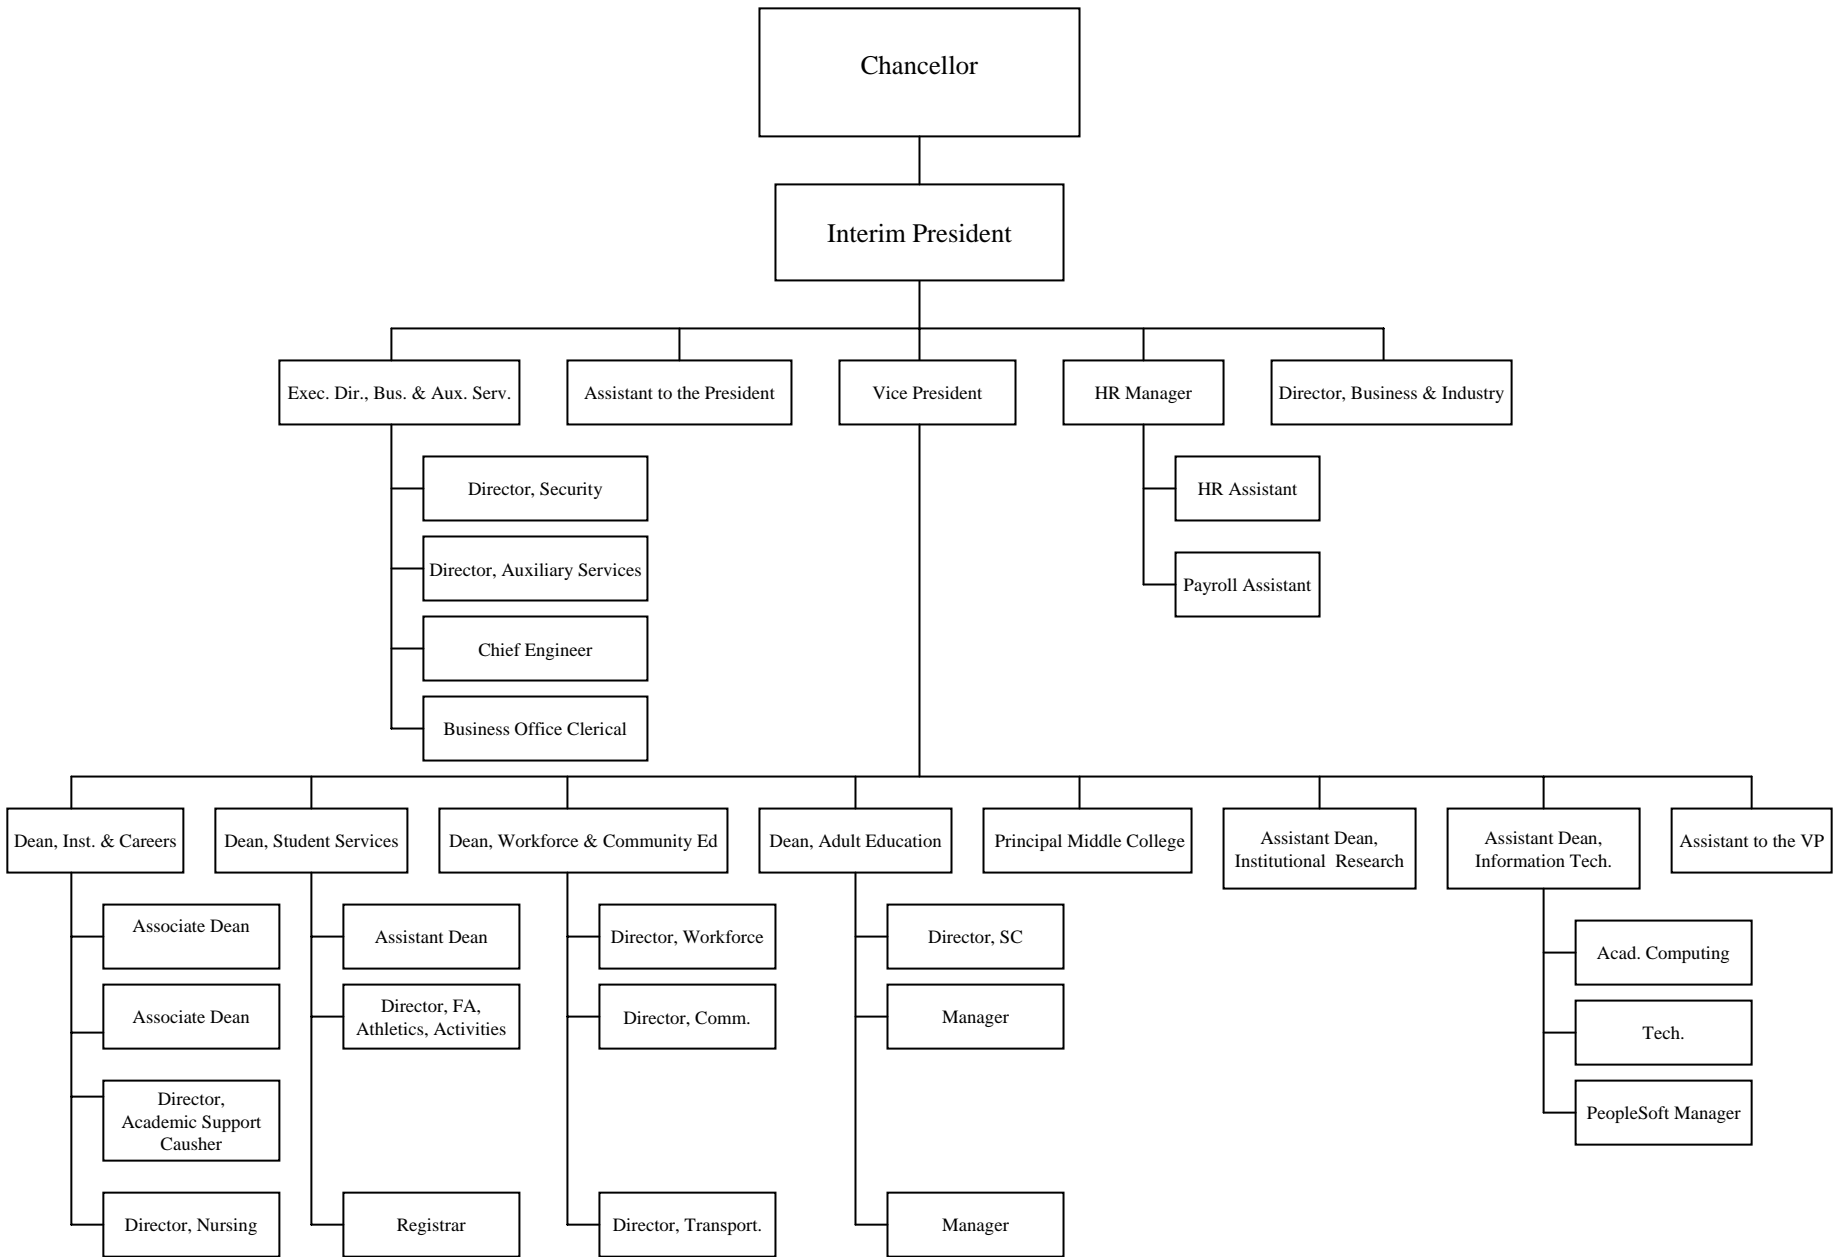 Chancellor
Interim President
Exec. Dir., Bus. & Aux. Serv.
Assistant to the President
Vice President
HR Manager
Director, Business & Industry
Director, Security
HR Assistant
Director, Auxiliary Services
Payroll Assistant
Chief Engineer
Business Office Clerical
Dean, Inst. & Careers
Dean, Student Services
Dean, Workforce & Community Ed
Dean, Adult Education
Principal Middle College
Assistant Dean,
Institutional Research
Assistant Dean,
Information Tech.
Assistant to the VP
Associate Dean
Assistant Dean
Director, Workforce
Director, SC
Acad. Computing
Associate Dean
Director, FA,
Athletics, Activities
Director, Comm.
Manager
Tech.
Director,
Academic Support
Causher
PeopleSoft Manager
Director, Nursing
Registrar
Director, Transport.
Manager